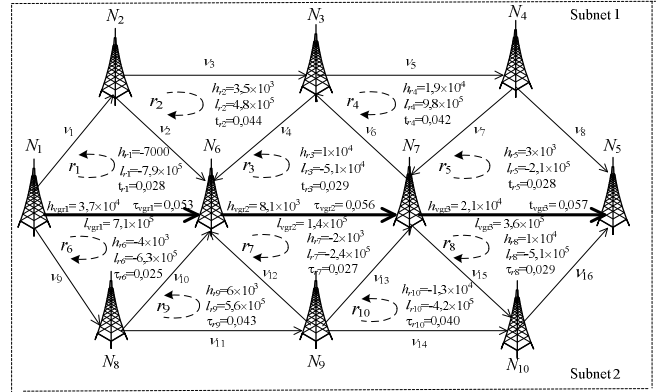 Subnet 1
N2 N3 N4
ν3 ν5
hr2=3,5×10³ hr4=1,9×10⁴
r2 lr2=4,8×10⁵ r4 lr4=9,8×10⁵
tr2=0,044 tr4=0,042
ν1 ν2 ν4 ν6 ν7 ν8
N1 N6 N7 N5
hr1=-7000 hr3=1×10⁴ hr5=3×10³
r1 lr1=-7,9×10⁵ r3 lr3=-5,1×10⁴ r5 lr5=-2,1×10⁵
tr1=0,028 tr3=0,029 tr5=0,028
hvgr1=3,7×10⁴ τvgr1=0,053 hvgr2=8,1×10³ τvgr2=0,056 hvgr3=2,1×10⁴ tvgr3=0,057
lvgr1=7,1×10⁵ lvgr2=1,4×10⁵ lvgr3=3,6×10⁵
r6 hr6=-4×10³ r7 hr7=-2×10³ r8 hr8=1×10⁴
lr6=-6,3×10⁵ lr7=-2,4×10⁵ lr8=-5,1×10⁵
τr6=0,025 τr7=0,027 τr8=0,029
ν9 ν10 ν12 ν13 ν15 ν16
hr9=6×10³ hr10=-1,3×10⁴
r9 lr9=5,6×10⁵ r10 lr10=-4,2×10⁵
τr9=0,043 τr10=0,040
ν11 ν14
N8 N9 N10
Subnet 2